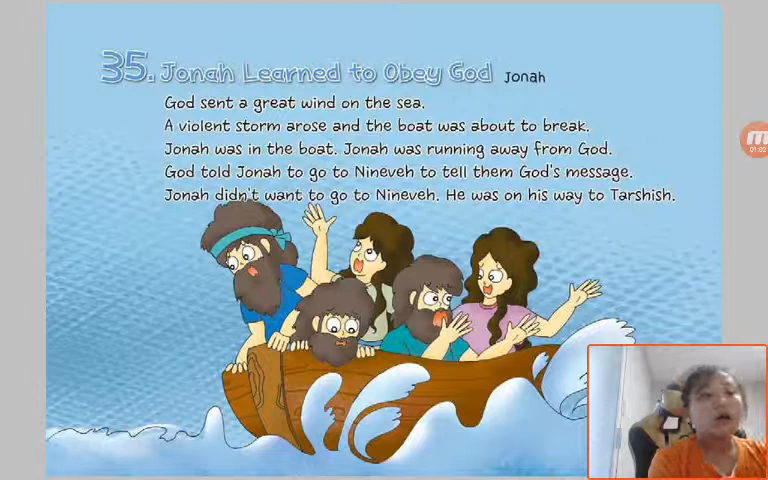 35. Jonah Learned to Obey God Jonah
God sent a great wind on the sea.
A violent storm arose and the boat was about to break.
Jonah was in the boat. Jonah was running away from God.
God told Jonah to go to Nineveh to tell them God's message.
Jonah didn't want to go to Nineveh. He was on his way to Tarshish.
M
01:02